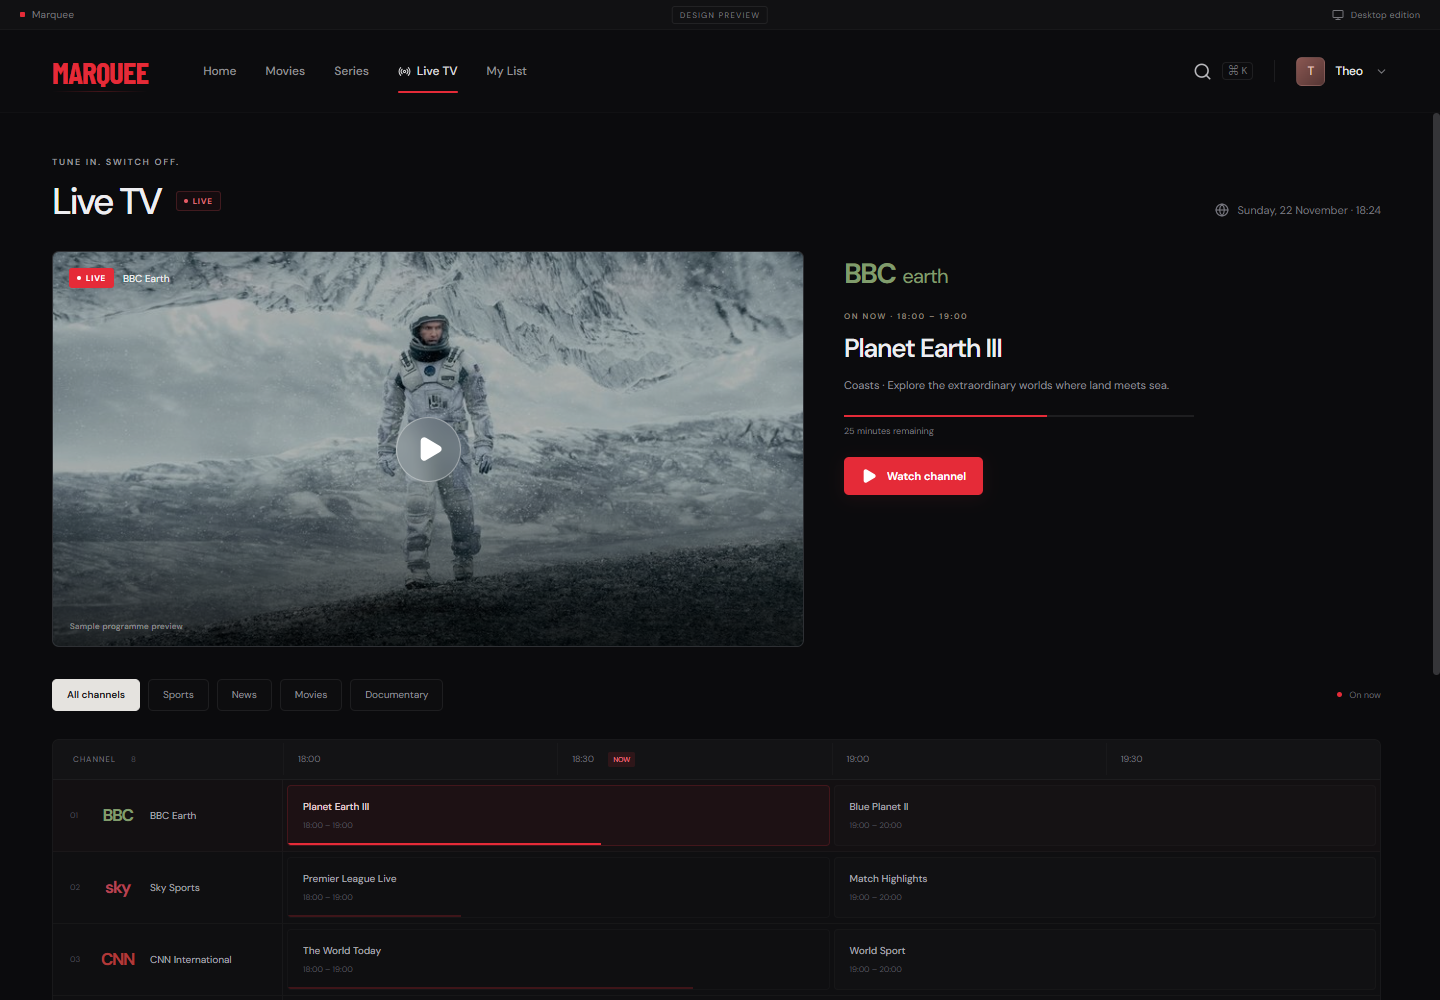 Marquee
DESIGN PREVIEW
Desktop edition
MARQUEE
Home
Movies
Series
Live TV
My List
⌘ K
T
Theo
TUNE IN. SWITCH OFF.
Live TV
LIVE
Sunday, 22 November · 18:24
LIVE
BBC Earth
Sample programme preview
BBC earth
ON NOW · 18:00 – 19:00
Planet Earth III
Coasts · Explore the extraordinary worlds where land meets sea.
25 minutes remaining
Watch channel
All channels
Sports
News
Movies
Documentary
On now
CHANNEL 8
18:00
18:30
NOW
19:00
19:30
01
BBC
BBC Earth
Planet Earth III
18:00 – 19:00
Blue Planet II
19:00 – 20:00
02
sky
Sky Sports
Premier League Live
18:00 – 19:00
Match Highlights
19:00 – 20:00
03
CNN
CNN International
The World Today
18:00 – 19:00
World Sport
19:00 – 20:00